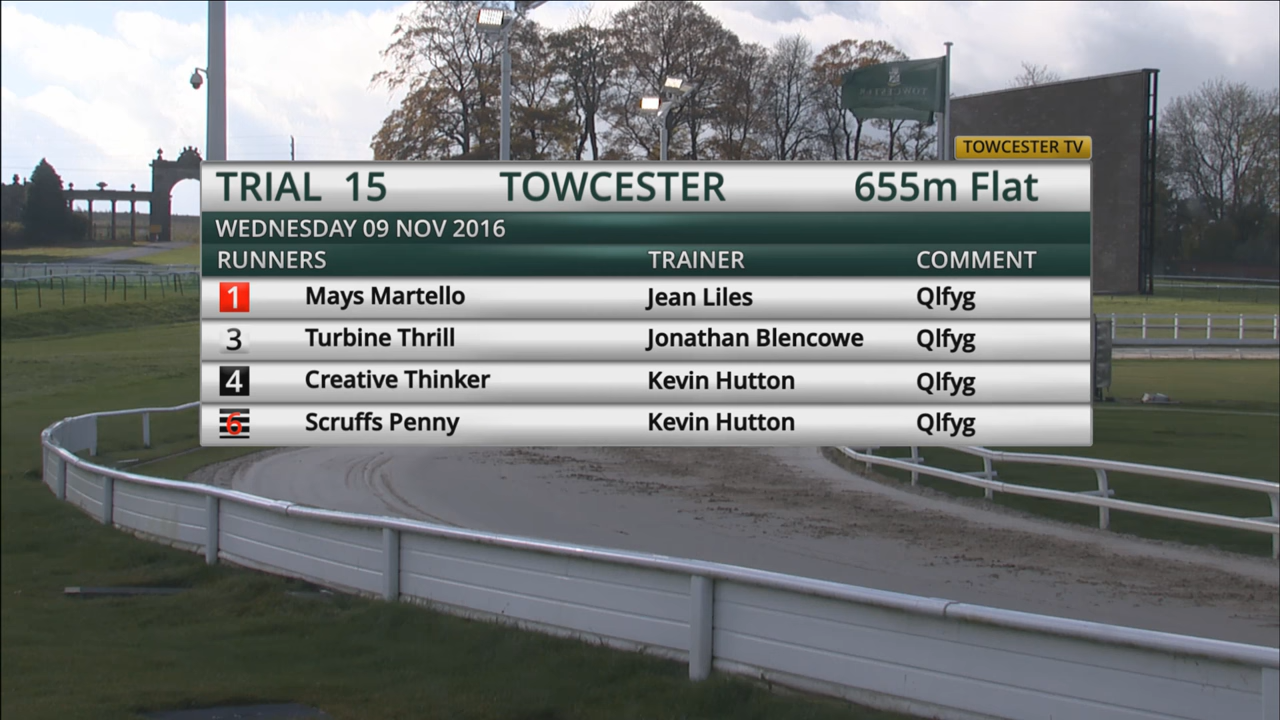 TOWCESTER
TOWCESTER TV
TRIAL 15 TOWCESTER 655m Flat
WEDNESDAY 09 NOV 2016
RUNNERS TRAINER COMMENT
1 Mays Martello Jean Liles Qlfyg
3 Turbine Thrill Jonathan Blencowe Qlfyg
4 Creative Thinker Kevin Hutton Qlfyg
6 Scruffs Penny Kevin Hutton Qlfyg